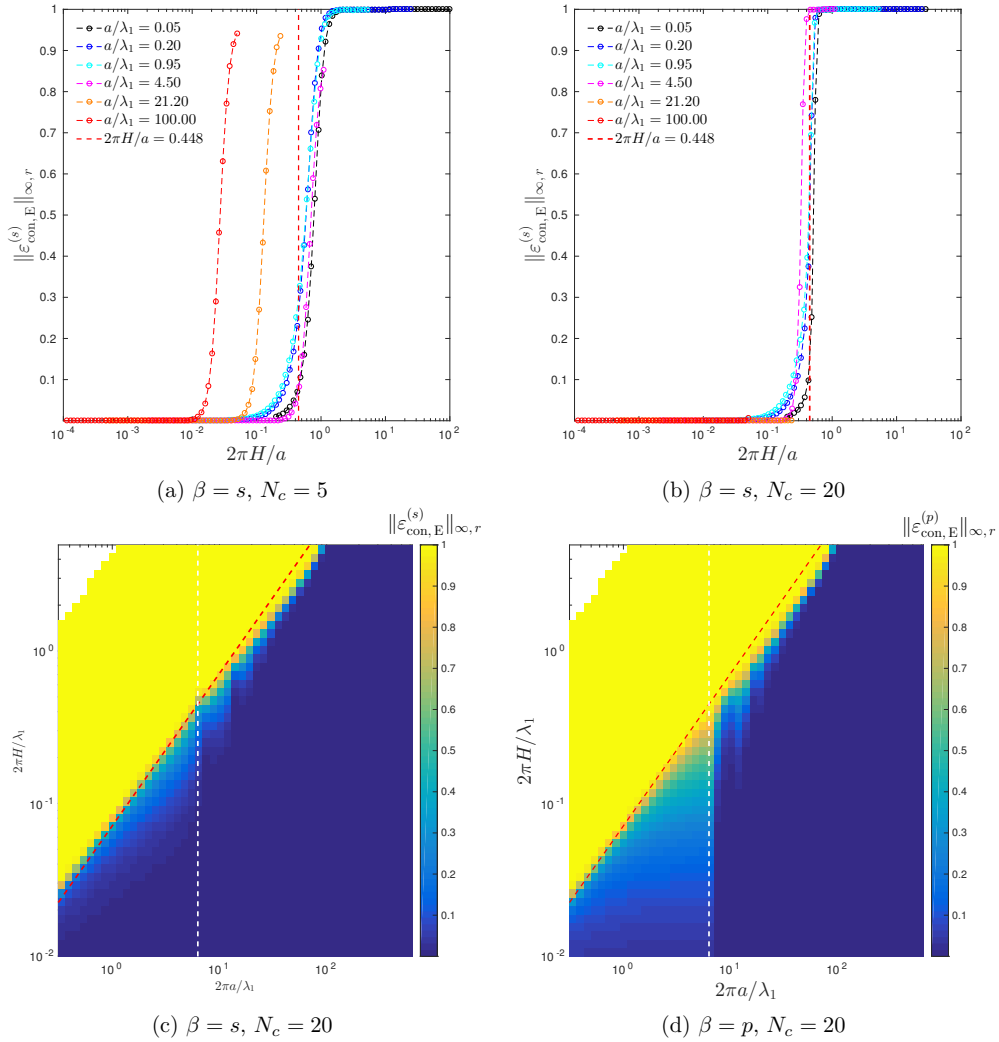 1
0.9
0.8
0.7
0.6
0.5
0.4
0.3
0.2
0.1
‖ε^{(s)}_{con, E}‖_{∞, r}
a/λ₁ = 0.05
a/λ₁ = 0.20
a/λ₁ = 0.95
a/λ₁ = 4.50
a/λ₁ = 21.20
a/λ₁ = 100.00
2πH/a = 0.448
10⁻⁴ 10⁻³ 10⁻² 10⁻¹ 10⁰ 10¹ 10²
2πH/a
(a) β = s, N_c = 5
1
0.9
0.8
0.7
0.6
0.5
0.4
0.3
0.2
0.1
‖ε^{(s)}_{con, E}‖_{∞, r}
a/λ₁ = 0.05
a/λ₁ = 0.20
a/λ₁ = 0.95
a/λ₁ = 4.50
a/λ₁ = 21.20
a/λ₁ = 100.00
2πH/a = 0.448
10⁻⁴ 10⁻³ 10⁻² 10⁻¹ 10⁰ 10¹ 10²
2πH/a
(b) β = s, N_c = 20
‖ε^{(s)}_{con, E}‖_{∞, r}
10⁰
10⁻¹
10⁻²
2πH/λ₁
10⁰ 10¹ 10²
2πa/λ₁
1
0.9
0.8
0.7
0.6
0.5
0.4
0.3
0.2
0.1
(c) β = s, N_c = 20
‖ε^{(p)}_{con, E}‖_{∞, r}
10⁰
10⁻¹
10⁻²
2πH/λ₁
10⁰ 10¹ 10²
2πa/λ₁
1
0.9
0.8
0.7
0.6
0.5
0.4
0.3
0.2
0.1
(d) β = p, N_c = 20